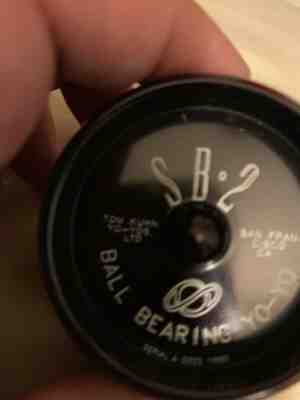 SB•2
TOM KUHN
YO-YOS,
LTD
SAN FRAN-
CISCO
CA
BALL BEARING YO-YO